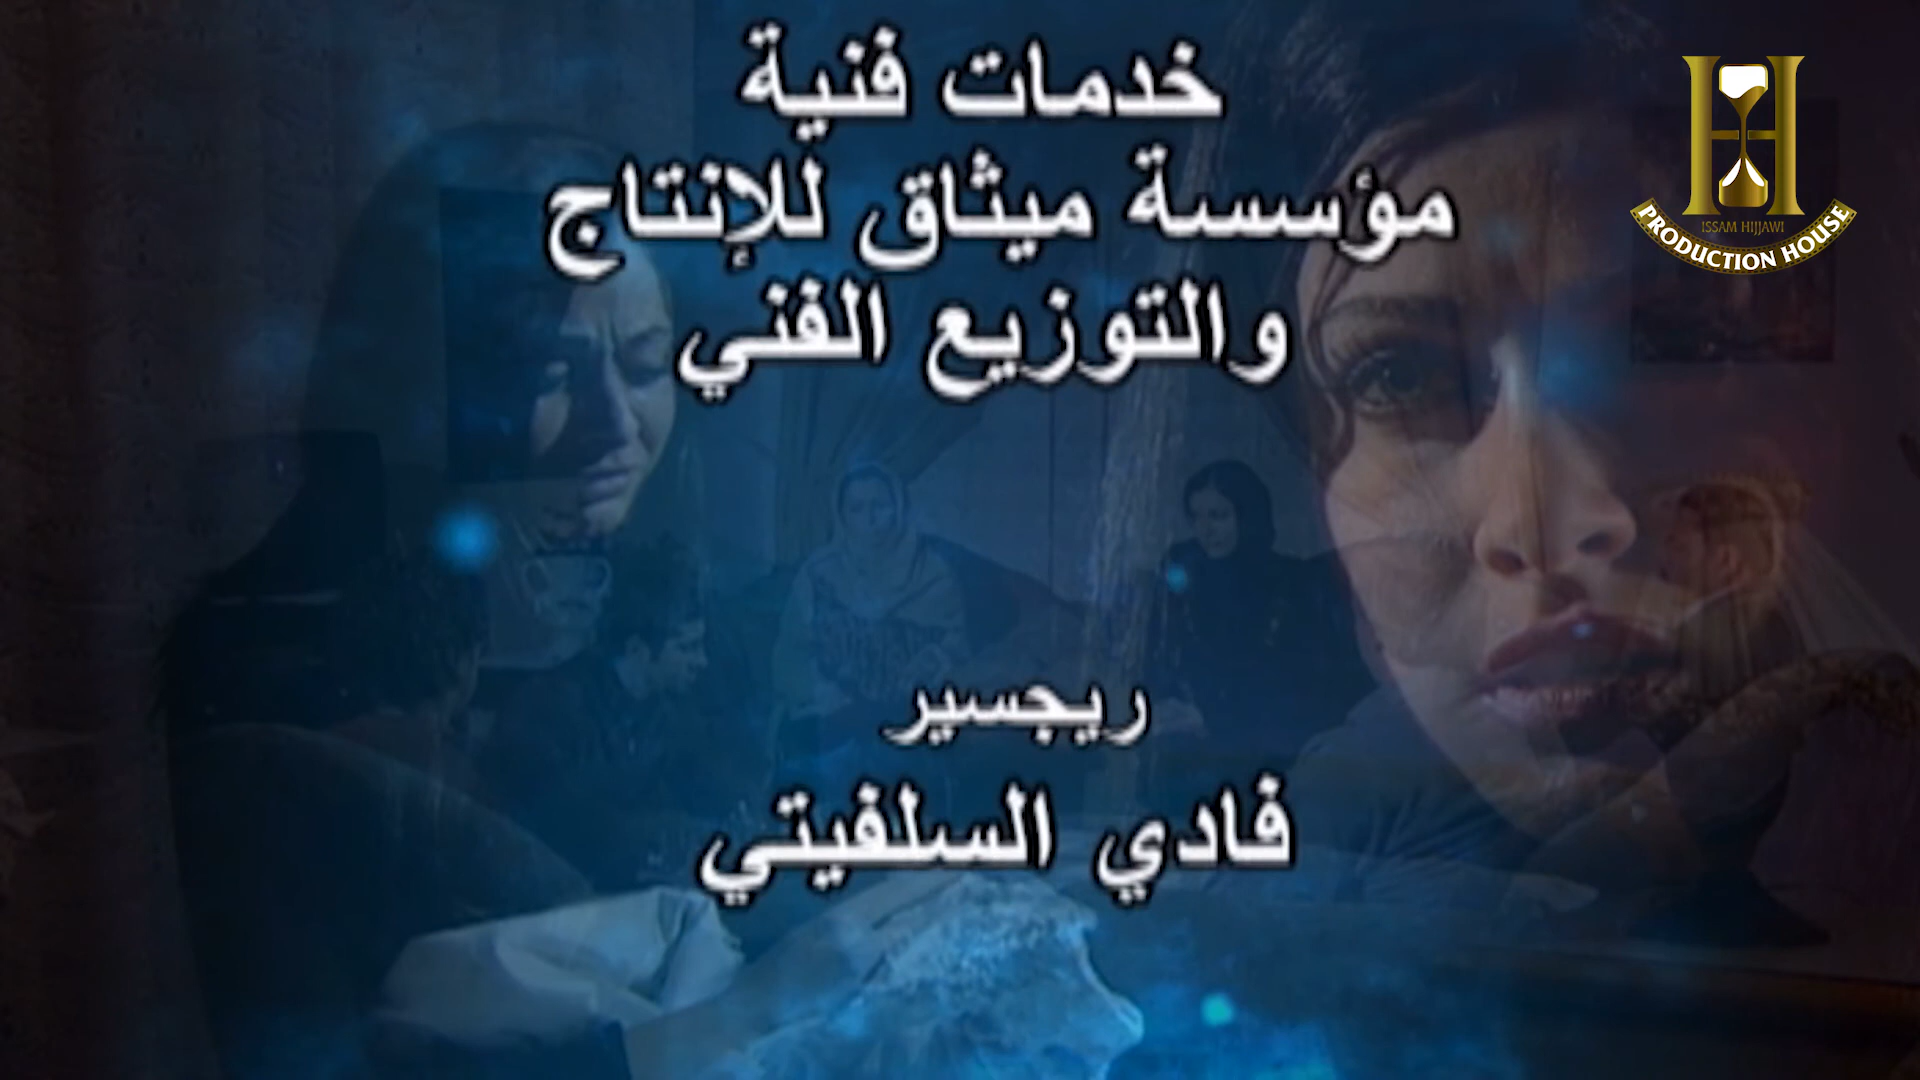 خدمات فنية
مؤسسة ميثاق للإنتاج
والتوزيع الفني
ريجسير
فادي السلفيتي
ISSAM HIJJAWI
PRODUCTION HOUSE